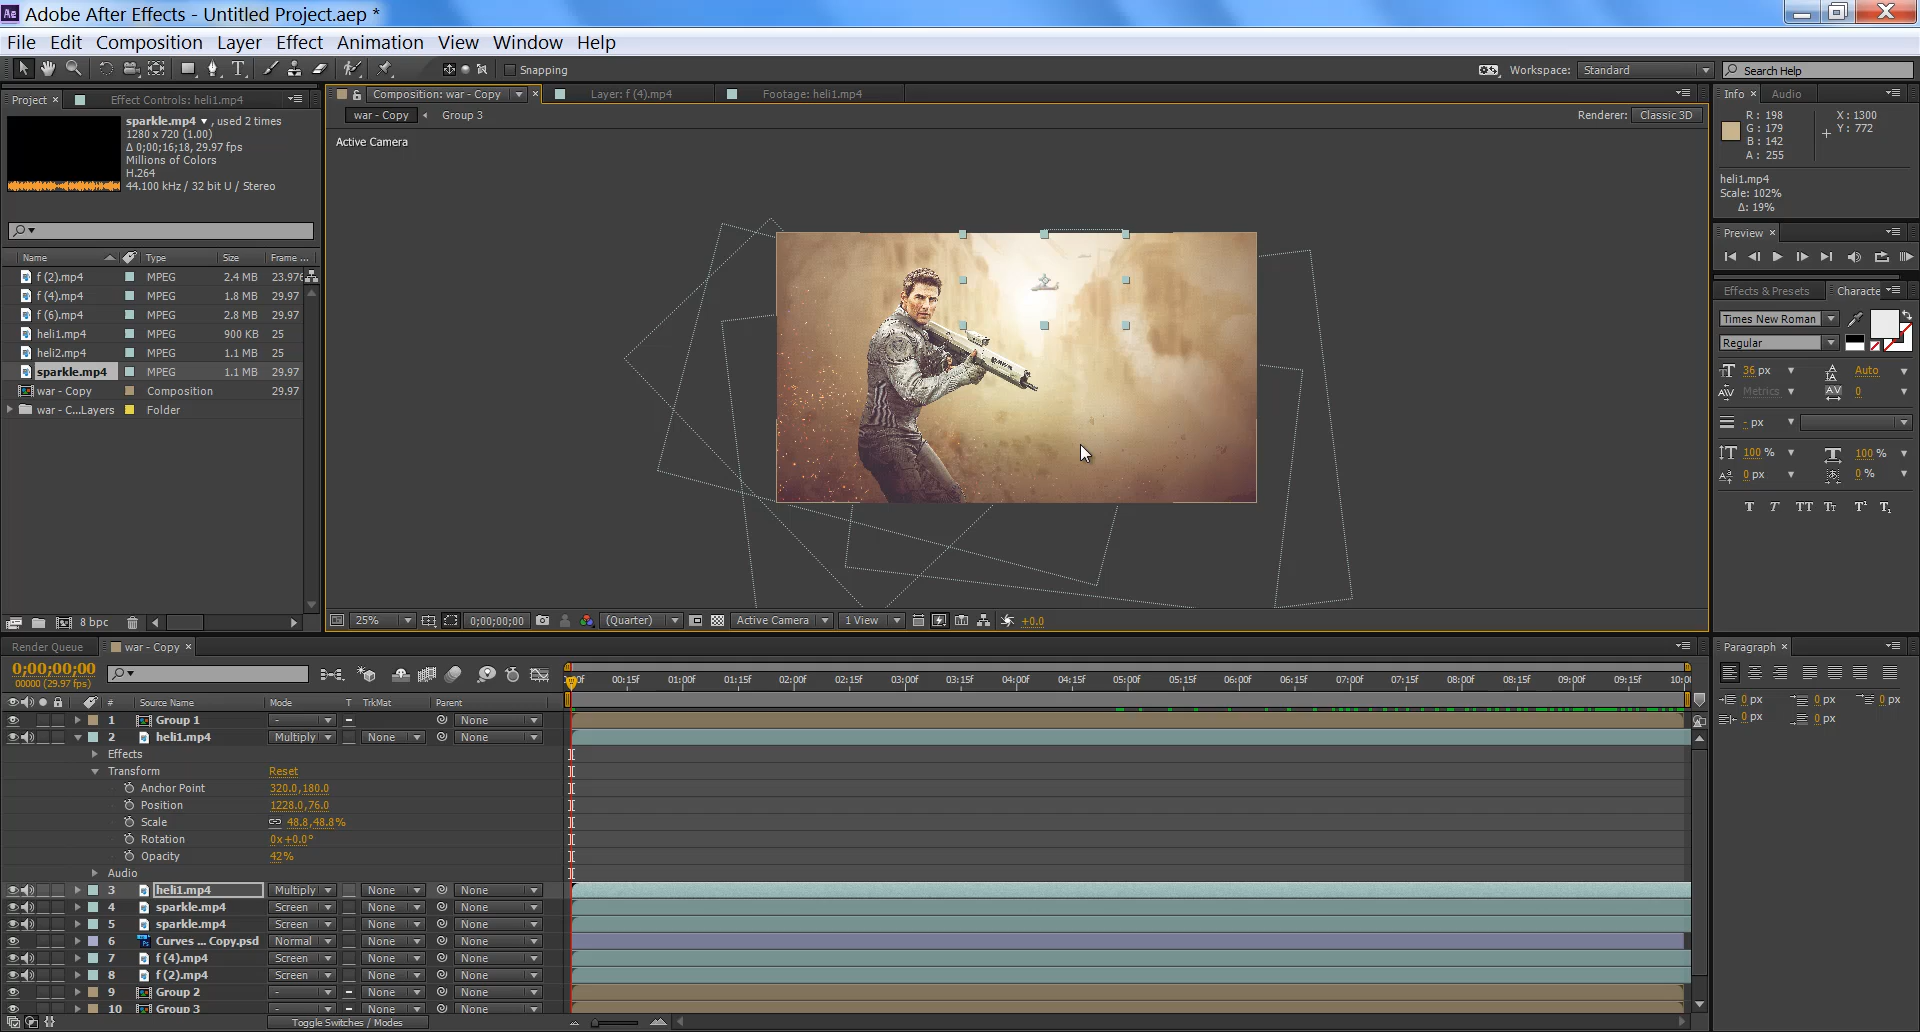 Ae Adobe After Effects - Untitled Project.aep *
File Edit Composition Layer Effect Animation View Window Help
T Snapping Workspace: Standard Search Help
Project × Effect Controls: heli1.mp4
sparkle.mp4 ▼ , used 2 times
1280 x 720 (1.00)
Δ 0;00;16;18, 29.97 fps
Millions of Colors
H.264
44.100 kHz / 32 bit U / Stereo
Name Type Size Frame ...
f (2).mp4 MPEG 2.4 MB 23.976
f (4).mp4 MPEG 1.8 MB 29.97
f (6).mp4 MPEG 2.8 MB 29.97
heli1.mp4 MPEG 900 KB 25
heli2.mp4 MPEG 1.1 MB 25
sparkle.mp4 MPEG 1.1 MB 29.97
war - Copy Composition 29.97
war - C...Layers Folder
8 bpc
Composition: war - Copy × Layer: f (4).mp4 Footage: heli1.mp4
war - Copy Group 3 Renderer: Classic 3D
Active Camera
25% 0;00;00;00 (Quarter) Active Camera 1 View +0.0
Info × Audio
R : 198 X : 1300
G : 179 Y : 772
B : 142
A : 255
heli1.mp4
Scale: 102%
Δ: 19%
Preview ×
Effects & Presets Characte
Times New Roman
Regular
36 px Auto
Metrics 0
- px
100 % 100 %
0 px 0 %
T T TT Tt T¹ T₁
Render Queue war - Copy ×
0;00;00;00
00000 (29.97 fps)
00f 00:15f 01:00f 01:15f 02:00f 02:15f 03:00f 03:15f 04:00f 04:15f 05:00f 05:15f 06:00f 06:15f 07:00f 07:15f 08:00f 08:15f 09:00f 09:15f 10:0
# Source Name Mode T TrkMat Parent
1 Group 1 - None
2 heli1.mp4 Multiply None None
Effects
Transform Reset
Anchor Point 320.0,180.0
Position 1228.0,76.0
Scale 48.8,48.8%
Rotation 0x+0.0°
Opacity 42%
Audio
3 heli1.mp4 Multiply None None
4 sparkle.mp4 Screen None None
5 sparkle.mp4 Screen None None
6 Curves ... Copy.psd Normal None None
7 f (4).mp4 Screen None None
8 f (2).mp4 Screen None None
9 Group 2 - None None
10 Group 3 - None None
Toggle Switches / Modes
Paragraph ×
0 px 0 px 0 px
0 px 0 px